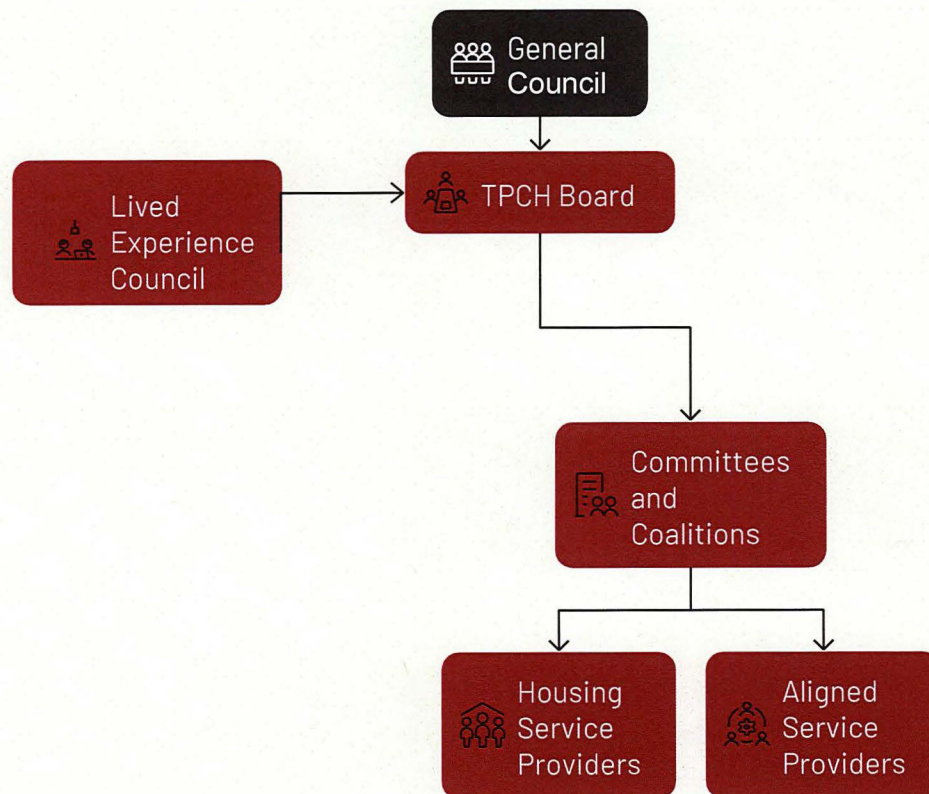 General
Council
TPCH Board
Lived
Experience
Council
Committees
and
Coalitions
Housing
Service
Providers
Aligned
Service
Providers